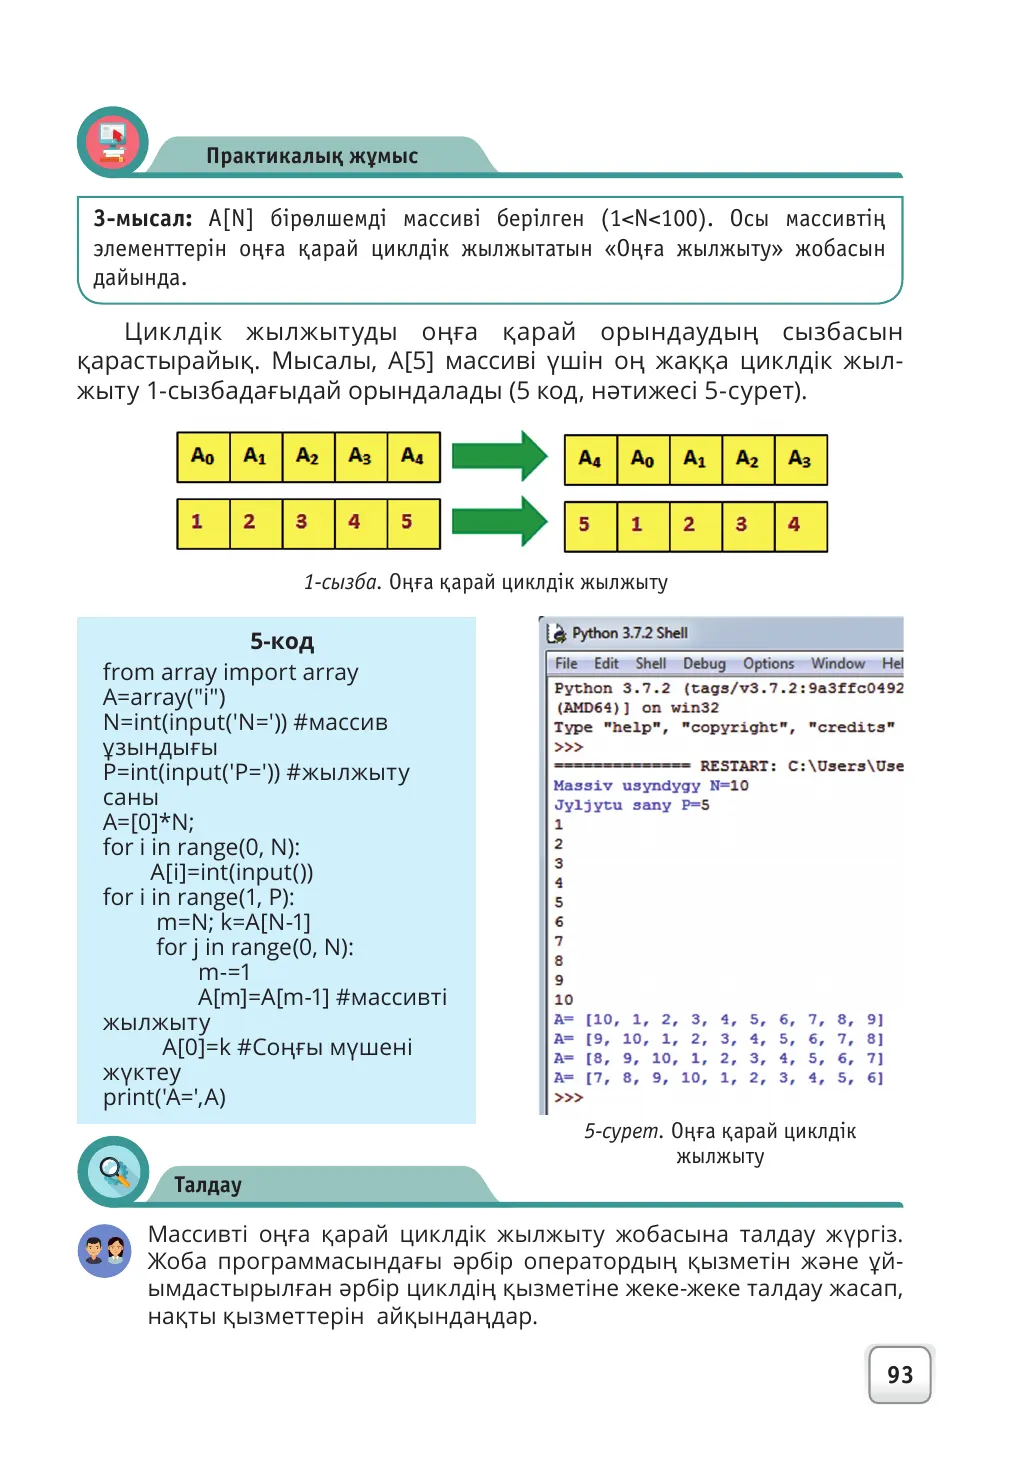 Практикалық жұмыс
3-мысал: A[N] бірөлшемді массиві берілген (1<N<100). Осы массивтің
элементтерін оңға қарай циклдік жылжытатын «Оңға жылжыту» жобасын
дайында.
Циклдік жылжытуды оңға қарай орындаудың сызбасын
қарастырайық. Мысалы, A[5] массиві үшін оң жаққа циклдік жыл-
жыту 1-сызбадағыдай орындалады (5 код, нәтижесі 5-сурет).
A0 A1 A2 A3 A4
A4 A0 A1 A2 A3
1 2 3 4 5
5 1 2 3 4
1-сызба. Оңға қарай циклдік жылжыту
5-код
from array import array
A=array("i")
N=int(input('N=')) #массив
ұзындығы
P=int(input('P=')) #жылжыту
саны
A=[0]*N;
for i in range(0, N):
A[i]=int(input())
for i in range(1, P):
m=N; k=A[N-1]
for j in range(0, N):
m-=1
A[m]=A[m-1] #массивті
жылжыту
A[0]=k #Соңғы мүшені
жүктеу
print('A=',A)
Python 3.7.2 Shell
File Edit Shell Debug Options Window Hel
Python 3.7.2 (tags/v3.7.2:9a3ffc0492
(AMD64)] on win32
Type "help", "copyright", "credits"
>>>
============== RESTART: C:\Users\Use
Massiv usyndygy N=10
Jyljytu sany P=5
1
2
3
4
5
6
7
8
9
10
A= [10, 1, 2, 3, 4, 5, 6, 7, 8, 9]
A= [9, 10, 1, 2, 3, 4, 5, 6, 7, 8]
A= [8, 9, 10, 1, 2, 3, 4, 5, 6, 7]
A= [7, 8, 9, 10, 1, 2, 3, 4, 5, 6]
>>>
5-сурет. Оңға қарай циклдік
жылжыту
Талдау
Массивті оңға қарай циклдік жылжыту жобасына талдау жүргіз.
Жоба программасындағы әрбір оператордың қызметін және ұй-
ымдастырылған әрбір циклдің қызметіне жеке-жеке талдау жасап,
нақты қызметтерін айқындаңдар.
93